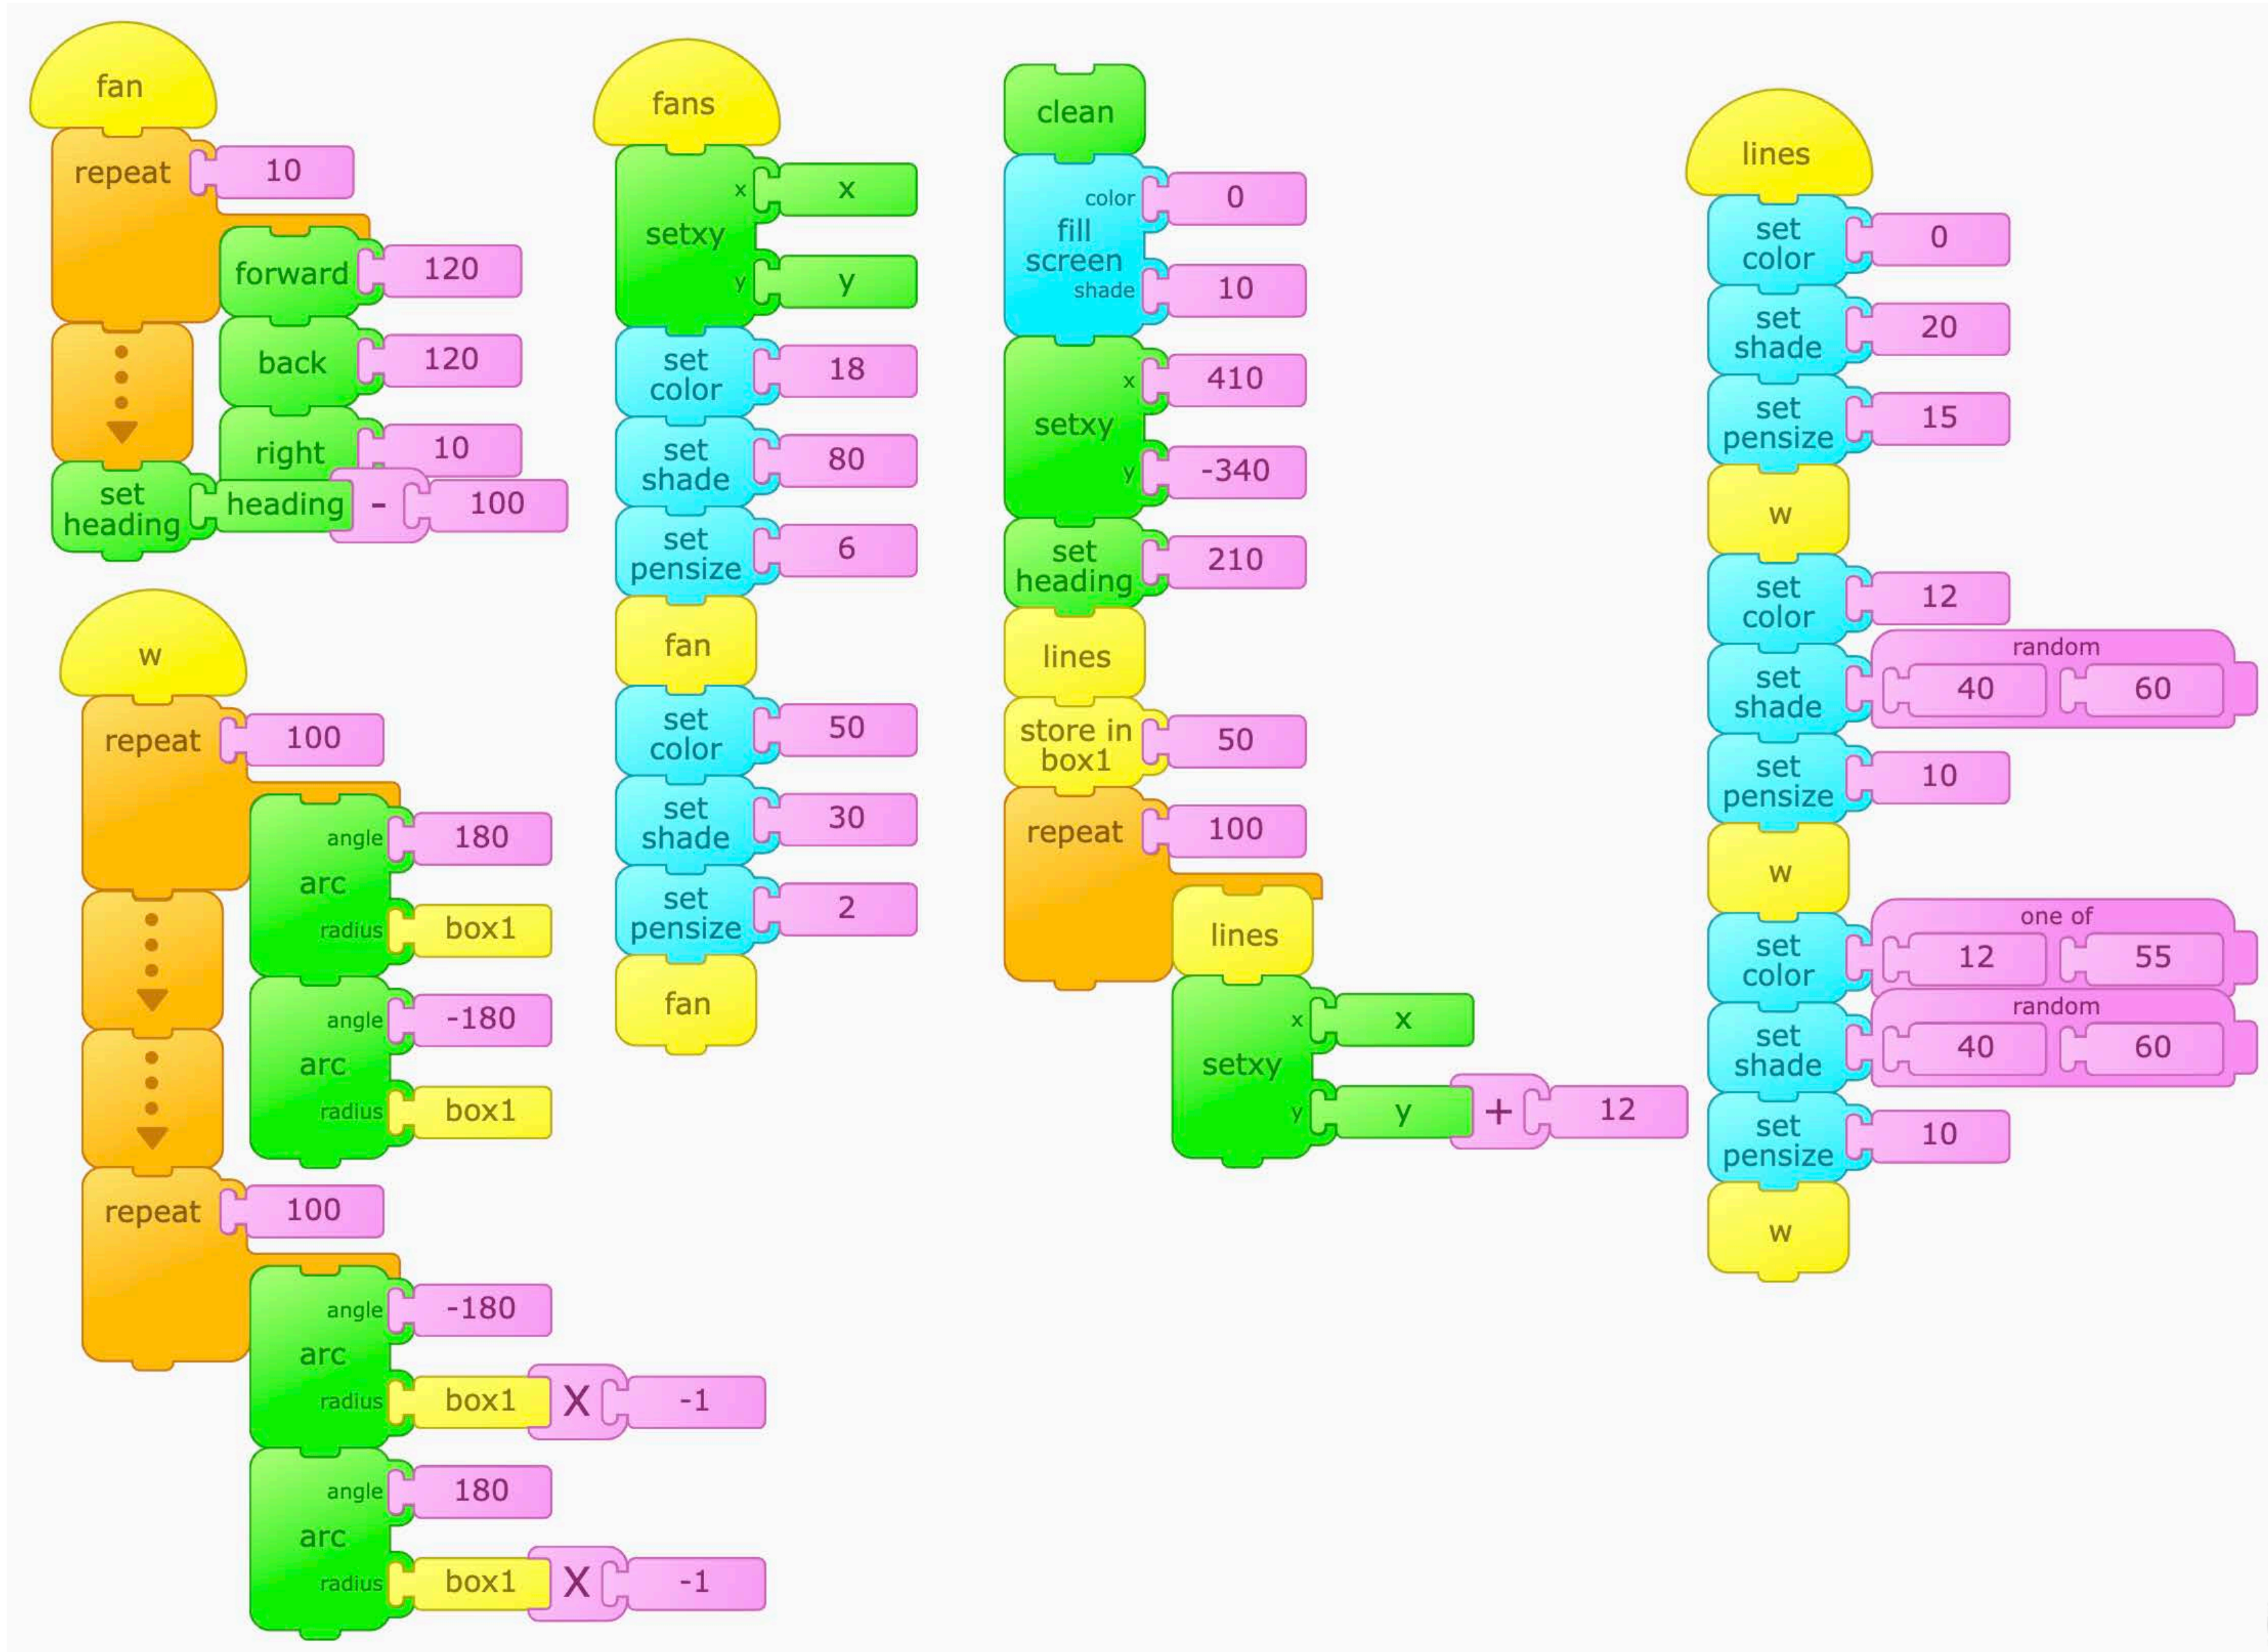 fan
repeat 10
forward 120
back 120
right 10
set
heading heading - 100
w
repeat 100
angle 180
arc
radius box1
angle -180
arc
radius box1
repeat 100
angle -180
arc
radius box1 X -1
angle 180
arc
radius box1 X -1
fans
x x
setxy
y y
set
color 18
set
shade 80
set
pensize 6
fan
set
color 50
set
shade 30
set
pensize 2
fan
clean
color 0
fill
screen
shade 10
x 410
setxy
y -340
set
heading 210
lines
store in
box1 50
repeat 100
lines
x x
setxy
y y + 12
lines
set
color 0
set
shade 20
set
pensize 15
w
set
color 12
random
set
shade 40 60
set
pensize 10
w
one of
set
color 12 55
random
set
shade 40 60
set
pensize 10
w